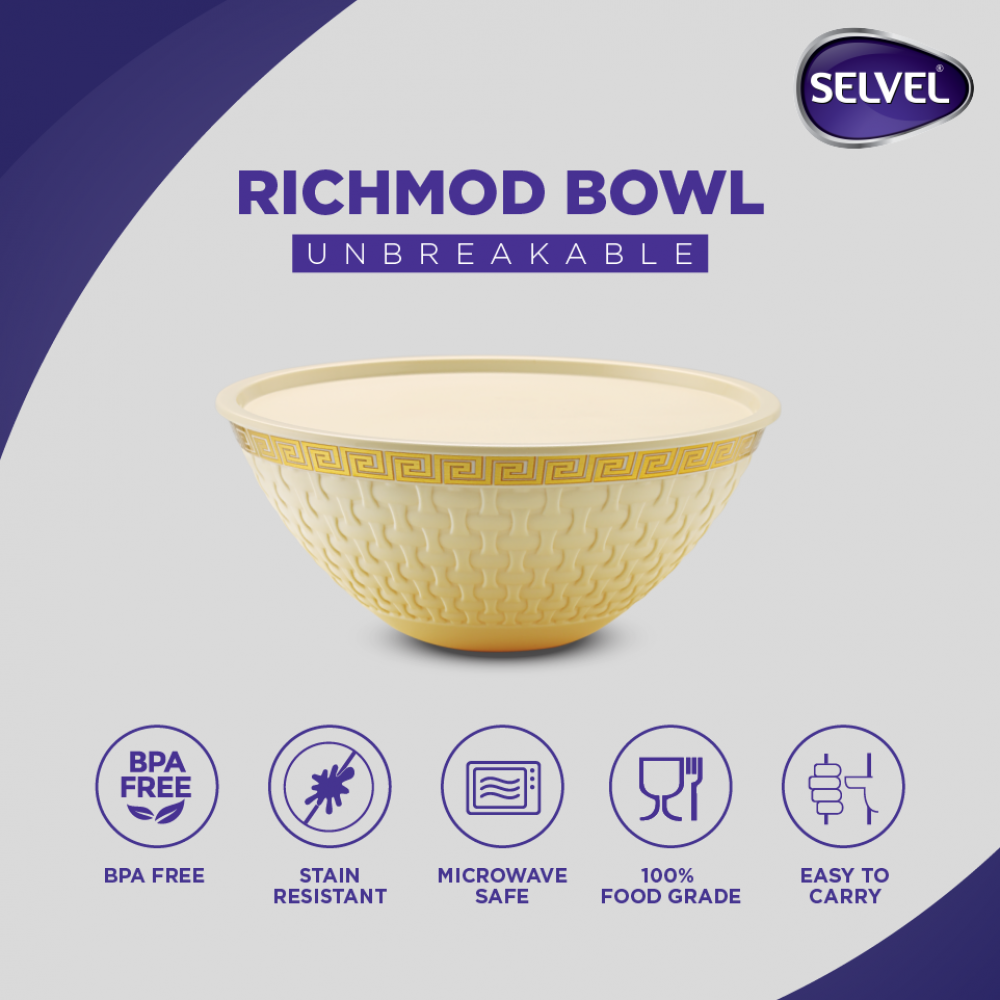 SELVEL®
RICHMOD BOWL
UNBREAKABLE
BPA
FREE
BPA FREE
STAIN
RESISTANT
MICROWAVE
SAFE
100%
FOOD GRADE
EASY TO
CARRY